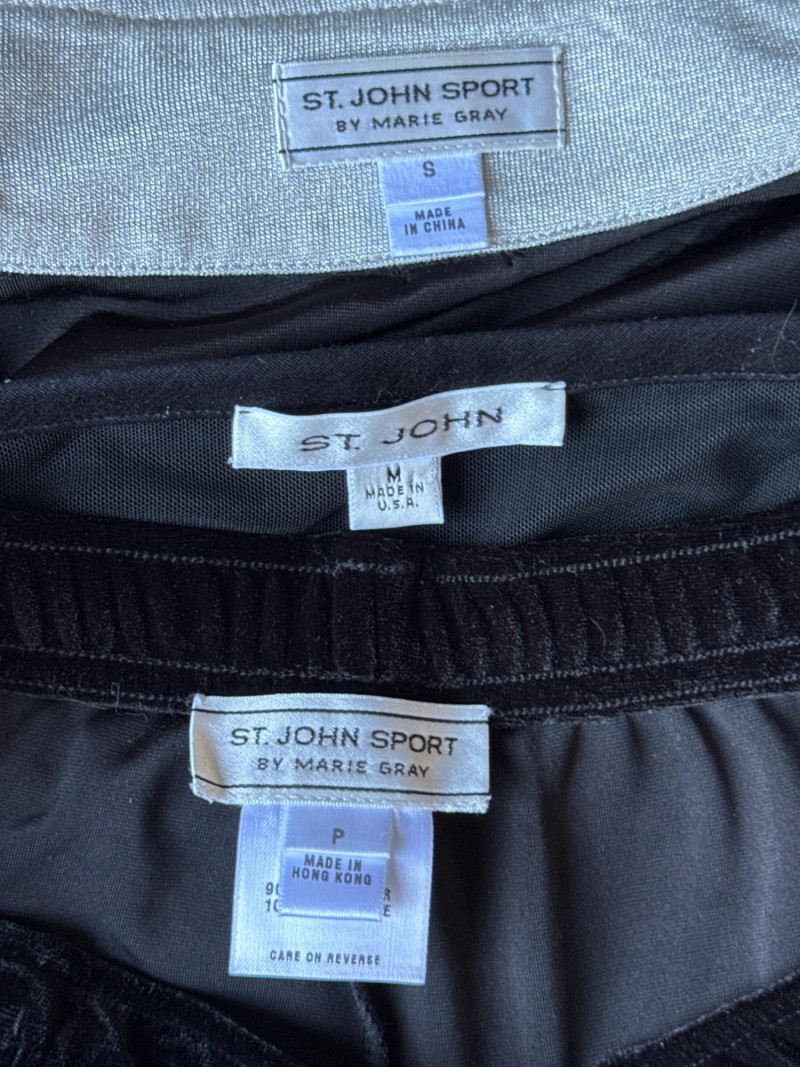 ST. JOHN SPORT
BY MARIE GRAY
S
MADE
IN CHINA
ST. JOHN
M
MADE IN
U.S.A.
ST. JOHN SPORT
BY MARIE GRAY
P
MADE IN
HONG KONG
CARE ON REVERSE